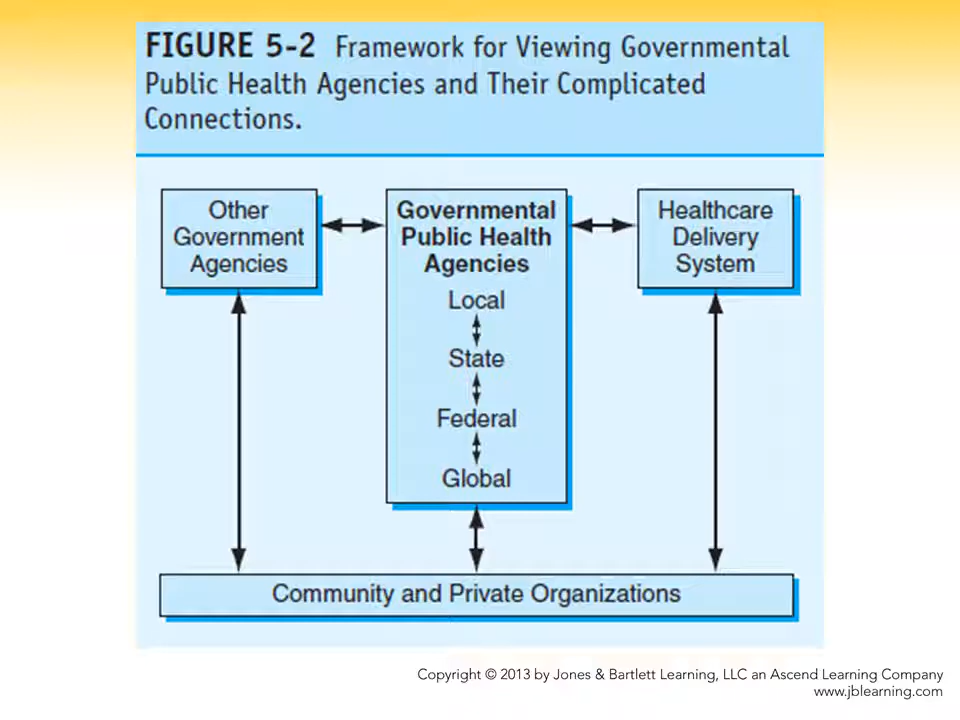 FIGURE 5-2 Framework for Viewing Governmental
Public Health Agencies and Their Complicated
Connections.
Other
Government
Agencies
Governmental
Public Health
Agencies
Local
State
Federal
Global
Healthcare
Delivery
System
Community and Private Organizations
Copyright © 2013 by Jones & Bartlett Learning, LLC an Ascend Learning Company
www.jblearning.com